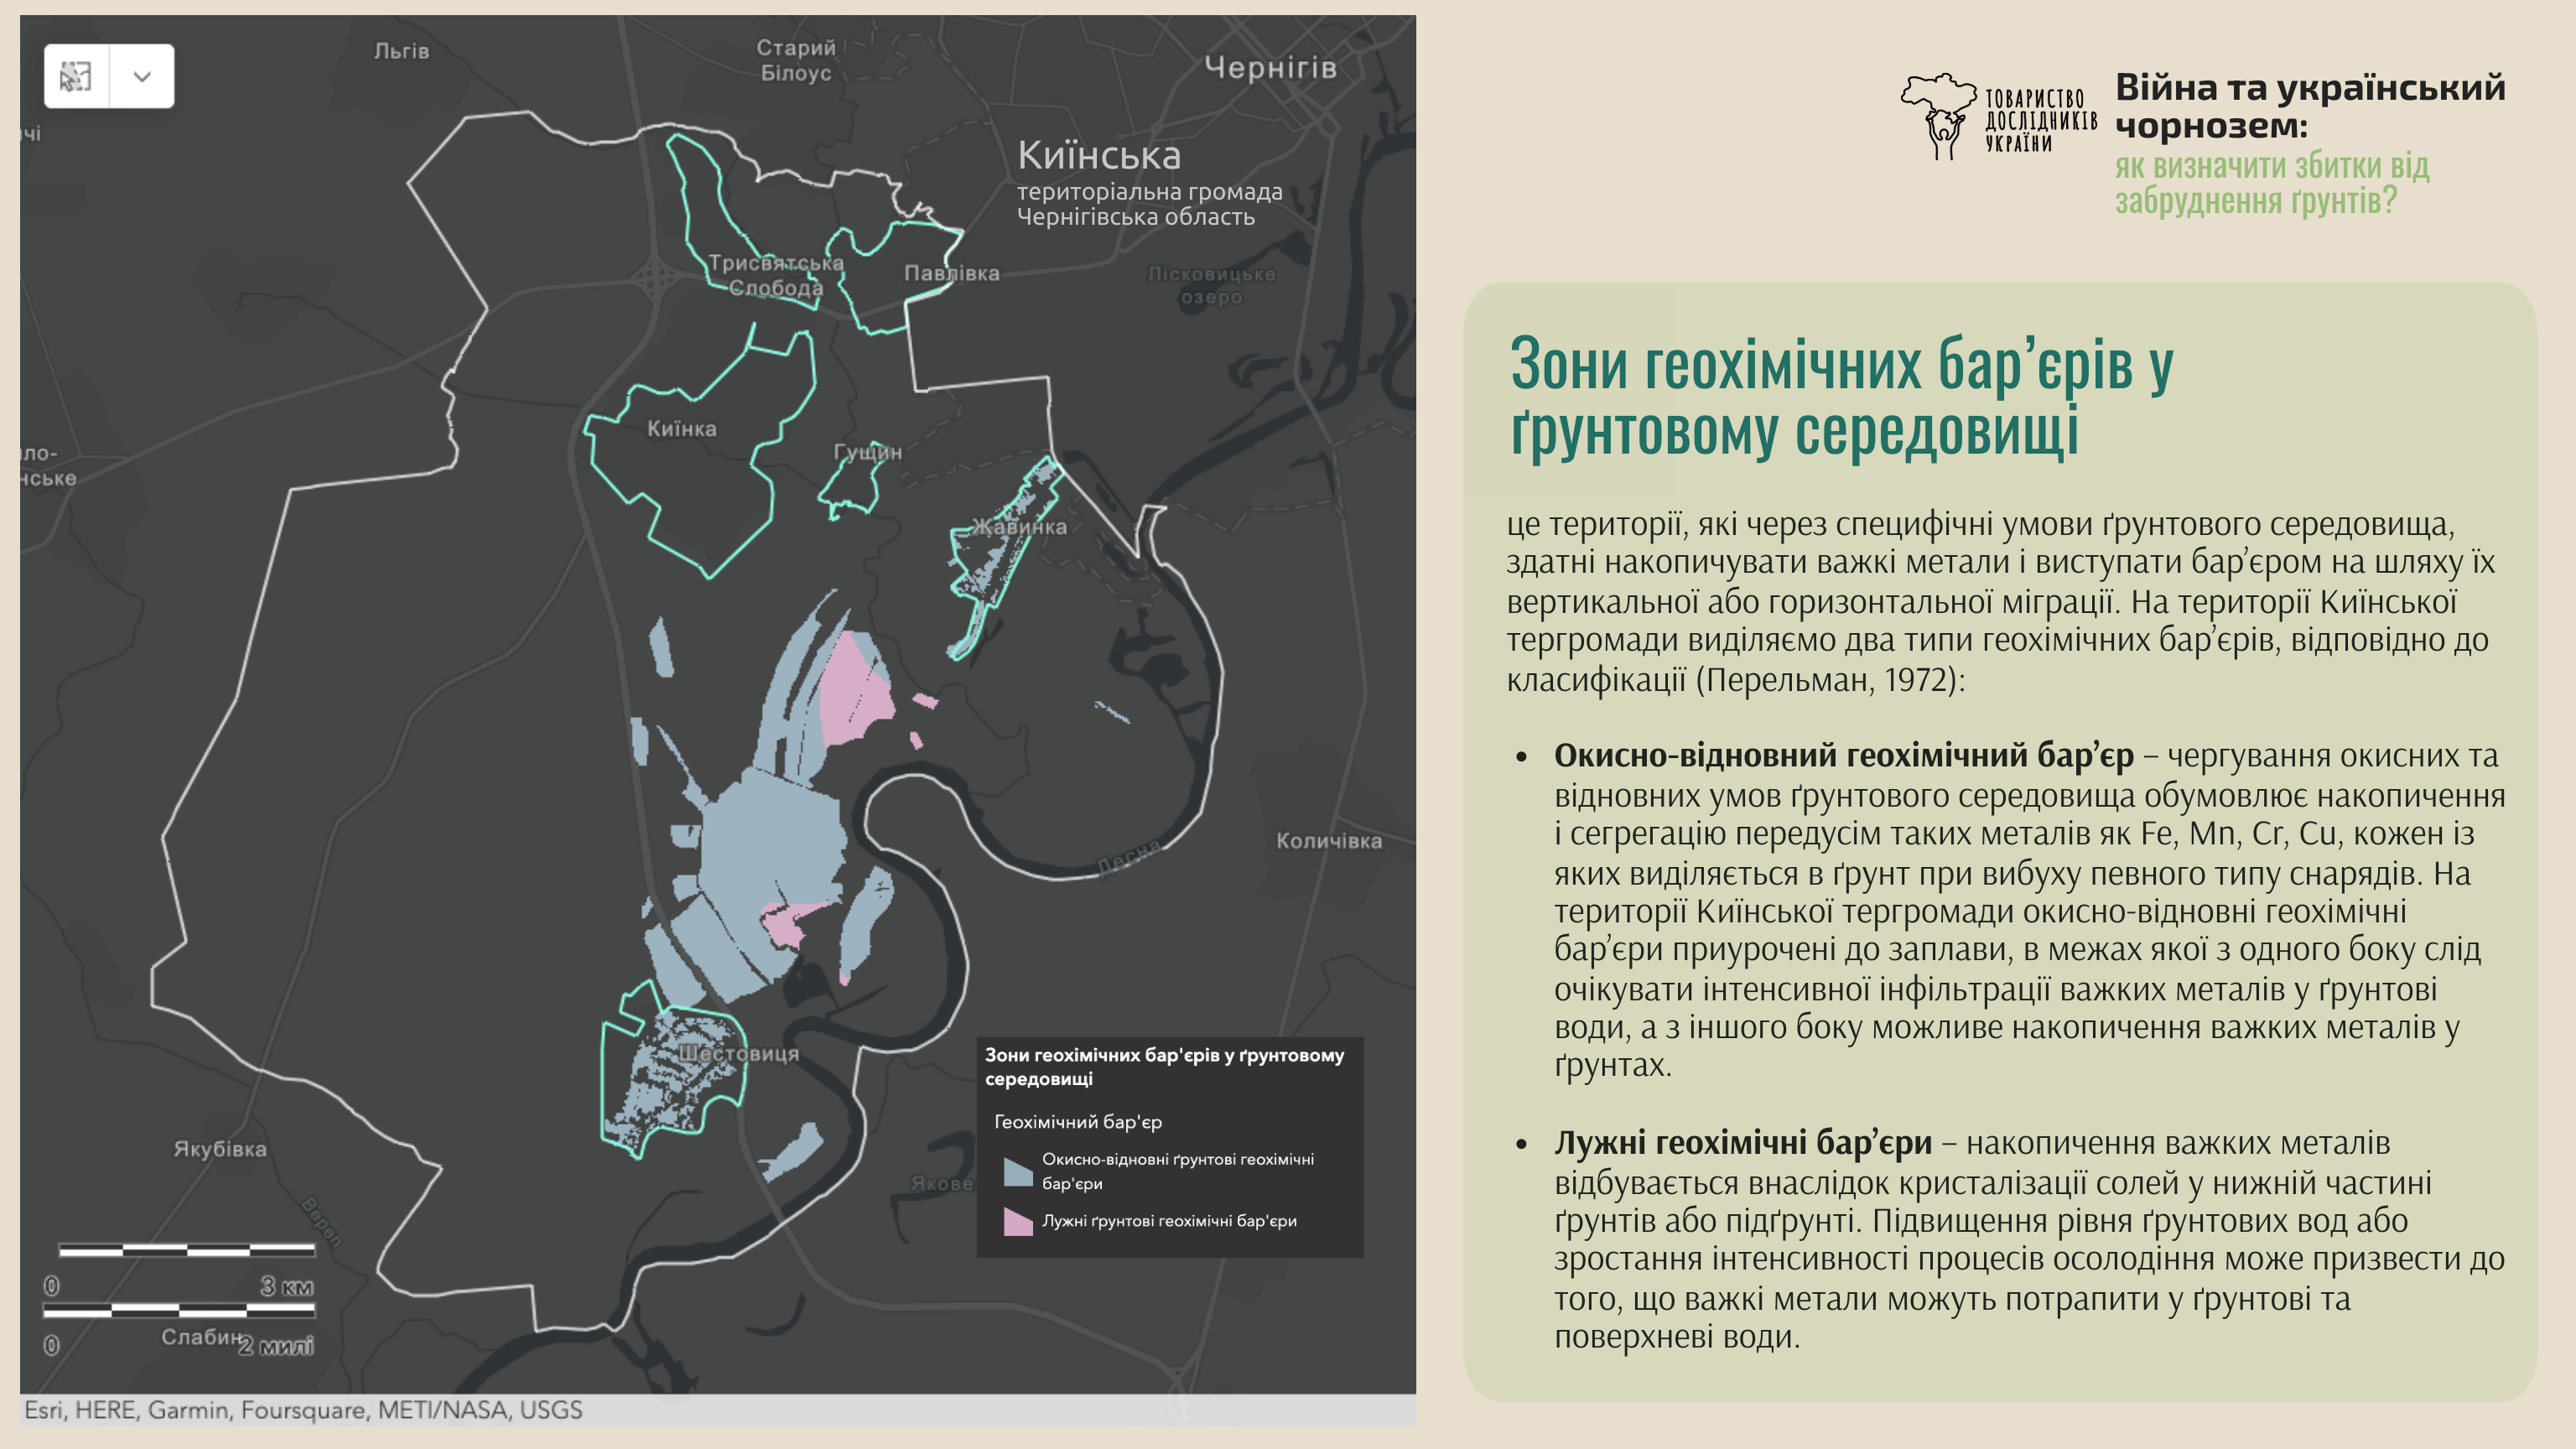 Льгів
Старий
Білоус
Чернігів
Київнська
територіальна громада
Чернігівська область
Трисвятська
Слобода
Павлівка
Лісковицьке
озеро
Киїнка
Гущин
Жавинка
Десна
Количівка
Шестовиця
Якубівка
Слабин
Зони геохімічних бар'єрів у ґрунтовому
середовищі
Геохімічний бар'єр
Окисно-відновні ґрунтові геохімічні
бар'єри
Лужні ґрунтові геохімічні бар'єри
0
3 км
0
2 милі
Esri, HERE, Garmin, Foursquare, METI/NASA, USGS
ТОВАРИСТВО
ДОСЛІДНИКІВ
УКРАЇНИ
Війна та український
чорнозем:
як визначити збитки від
забруднення ґрунтів?
Зони геохімічних бар’єрів у
ґрунтовому середовищі
це території, які через специфічні умови ґрунтового середовища,
здатні накопичувати важкі метали і виступати бар’єром на шляху їх
вертикальної або горизонтальної міграції. На території Киїнської
тергромади виділяємо два типи геохімічних бар’єрів, відповідно до
класифікації (Перельман, 1972):
• Окисно-відновний геохімічний бар’єр – чергування окисних та
відновних умов ґрунтового середовища обумовлює накопичення
і сегрегацію передусім таких металів як Fe, Mn, Cr, Cu, кожен із
яких виділяється в ґрунт при вибуху певного типу снарядів. На
території Киїнської тергромади окисно-відновні геохімічні
бар’єри приурочені до заплави, в межах якої з одного боку слід
очікувати інтенсивної інфільтрації важких металів у ґрунтові
води, а з іншого боку можливе накопичення важких металів у
ґрунтах.
• Лужні геохімічні бар’єри – накопичення важких металів
відбувається внаслідок кристалізації солей у нижній частині
ґрунтів або підґрунті. Підвищення рівня ґрунтових вод або
зростання інтенсивності процесів осолодіння може призвести до
того, що важкі метали можуть потрапити у ґрунтові та
поверхневі води.